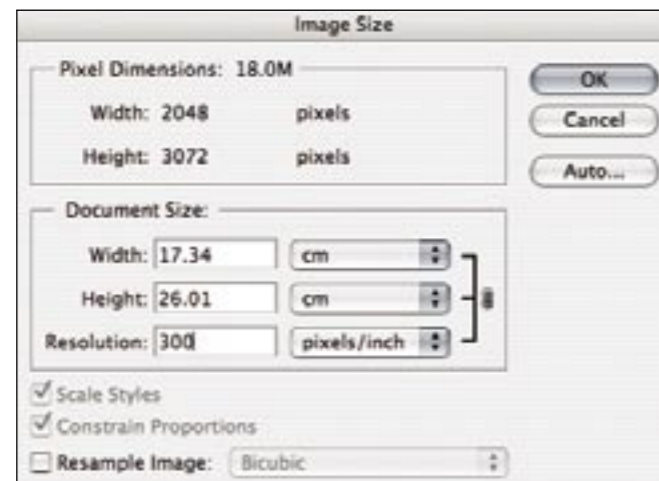 Image Size
Pixel Dimensions: 18.0M
OK
Width: 2048 pixels
Cancel
Height: 3072 pixels
Auto...
Document Size:
Width: 17.34 cm
Height: 26.01 cm
Resolution: 300 pixels/inch
Scale Styles
Constrain Proportions
Resample Image: Bicubic